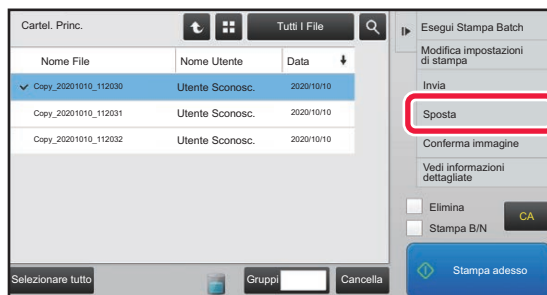 Cartel. Princ.
Tutti I File
Nome File
Nome Utente
Data
Copy_20201010_112030
Utente Sconosc.
2020/10/10
Copy_20201010_112031
Utente Sconosc.
2020/10/10
Copy_20201010_112032
Utente Sconosc.
2020/10/10
Selezionare tutto
Gruppi
Cancella
Esegui Stampa Batch
Modifica impostazioni
di stampa
Invia
Sposta
Conferma immagine
Vedi informazioni
dettagliate
Elimina
Stampa B/N
CA
Stampa adesso